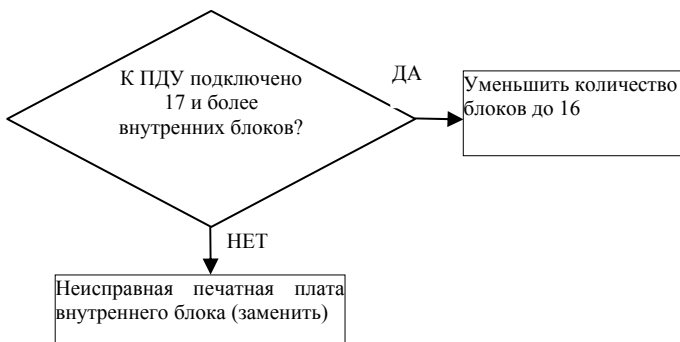 К ПДУ подключено
17 и более
внутренних блоков?
ДА
Уменьшить количество
блоков до 16
НЕТ
Неисправная печатная плата
внутреннего блока (заменить)